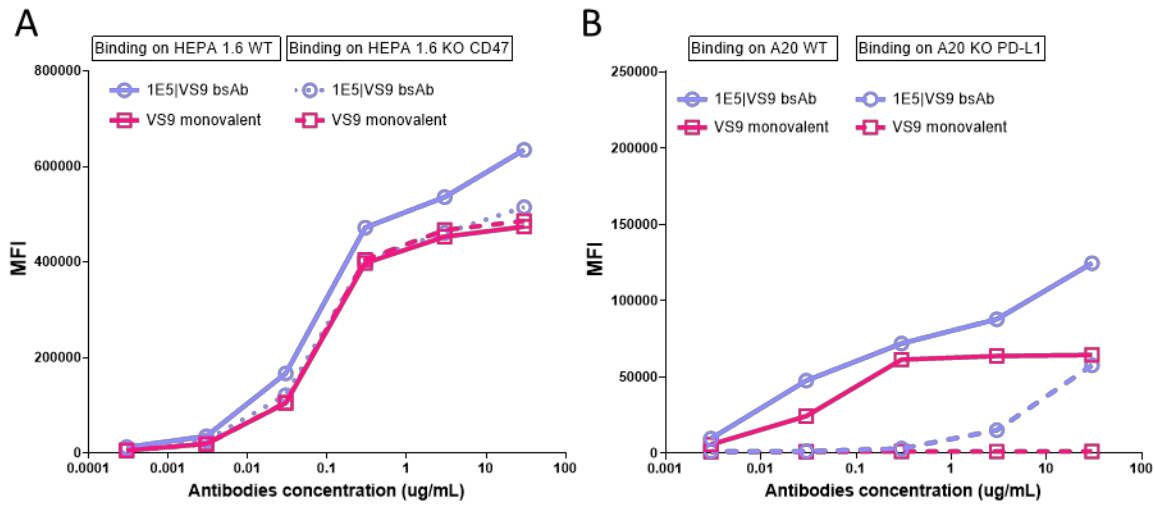 A
Binding on HEPA 1.6 WT
Binding on HEPA 1.6 KO CD47
1E5|VS9 bsAb
1E5|VS9 bsAb
VS9 monovalent
VS9 monovalent
MFI
800000
600000
400000
200000
0
0.0001 0.001 0.01 0.1 1 10 100
Antibodies concentration (ug/mL)
B
Binding on A20 WT
Binding on A20 KO PD-L1
1E5|VS9 bsAb
1E5|VS9 bsAb
VS9 monovalent
VS9 monovalent
MFI
250000
200000
150000
100000
50000
0
0.001 0.01 0.1 1 10 100
Antibodies concentration (ug/mL)